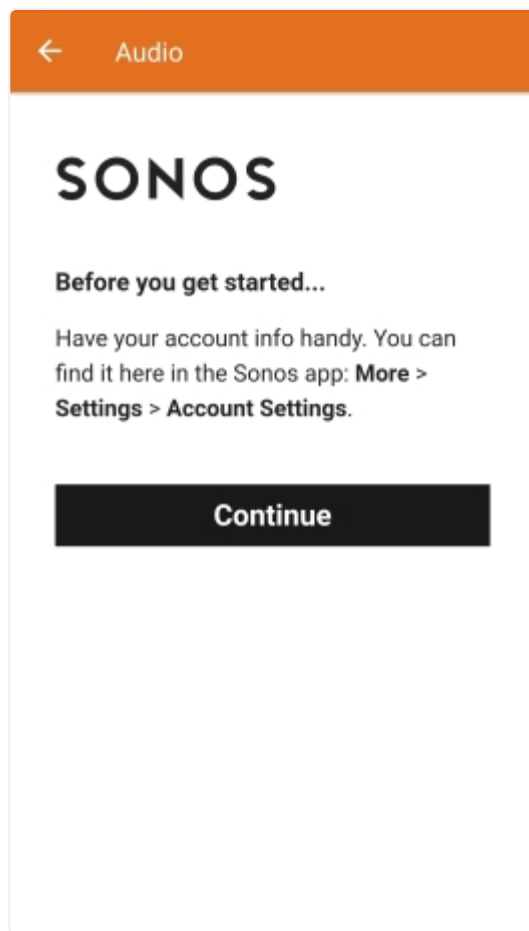 Audio
SONOS
Before you get started...
Have your account info handy. You can
find it here in the Sonos app: More >
Settings > Account Settings.
Continue